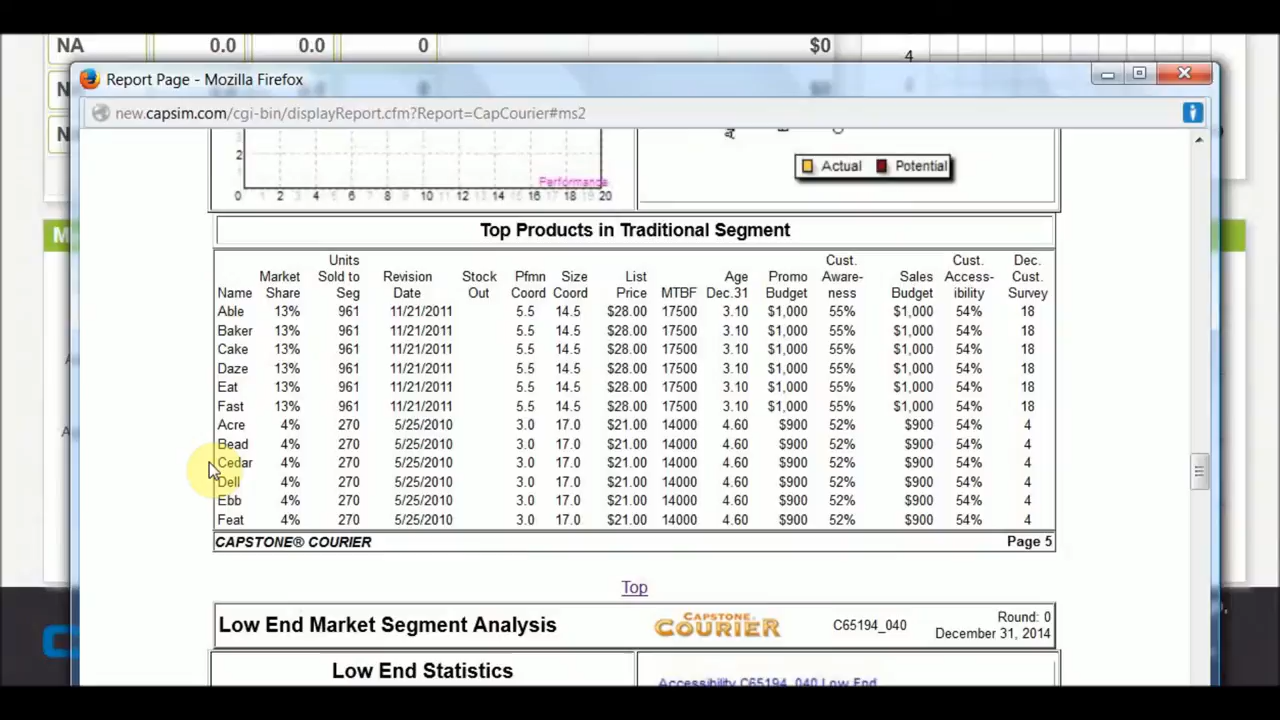 NA 0.0 0.0 0 $0
4
Report Page - Mozilla Firefox
new.capsim.com/cgi-bin/displayReport.cfm?Report=CapCourier#ms2
2
Performance
0 2 4 6 8 10 12 14 16 18 20
Actual Potential
Top Products in Traditional Segment
Name Market Share Units Sold to Seg Revision Date Stock Out Pfmn Coord Size Coord List Price MTBF Age Dec.31 Promo Budget Cust. Aware-ness Sales Budget Cust. Access-ibility Dec. Cust. Survey
Able 13% 961 11/21/2011 5.5 14.5 $28.00 17500 3.10 $1,000 55% $1,000 54% 18
Baker 13% 961 11/21/2011 5.5 14.5 $28.00 17500 3.10 $1,000 55% $1,000 54% 18
Cake 13% 961 11/21/2011 5.5 14.5 $28.00 17500 3.10 $1,000 55% $1,000 54% 18
Daze 13% 961 11/21/2011 5.5 14.5 $28.00 17500 3.10 $1,000 55% $1,000 54% 18
Eat 13% 961 11/21/2011 5.5 14.5 $28.00 17500 3.10 $1,000 55% $1,000 54% 18
Fast 13% 961 11/21/2011 5.5 14.5 $28.00 17500 3.10 $1,000 55% $1,000 54% 18
Acre 4% 270 5/25/2010 3.0 17.0 $21.00 14000 4.60 $900 52% $900 54% 4
Bead 4% 270 5/25/2010 3.0 17.0 $21.00 14000 4.60 $900 52% $900 54% 4
Cedar 4% 270 5/25/2010 3.0 17.0 $21.00 14000 4.60 $900 52% $900 54% 4
Dell 4% 270 5/25/2010 3.0 17.0 $21.00 14000 4.60 $900 52% $900 54% 4
Ebb 4% 270 5/25/2010 3.0 17.0 $21.00 14000 4.60 $900 52% $900 54% 4
Feat 4% 270 5/25/2010 3.0 17.0 $21.00 14000 4.60 $900 52% $900 54% 4
CAPSTONE® COURIER Page 5
Top
Low End Market Segment Analysis
CAPSTONE COURIER
C65194_040
Round: 0
December 31, 2014
Low End Statistics
Accessibility C65194_040 Low End